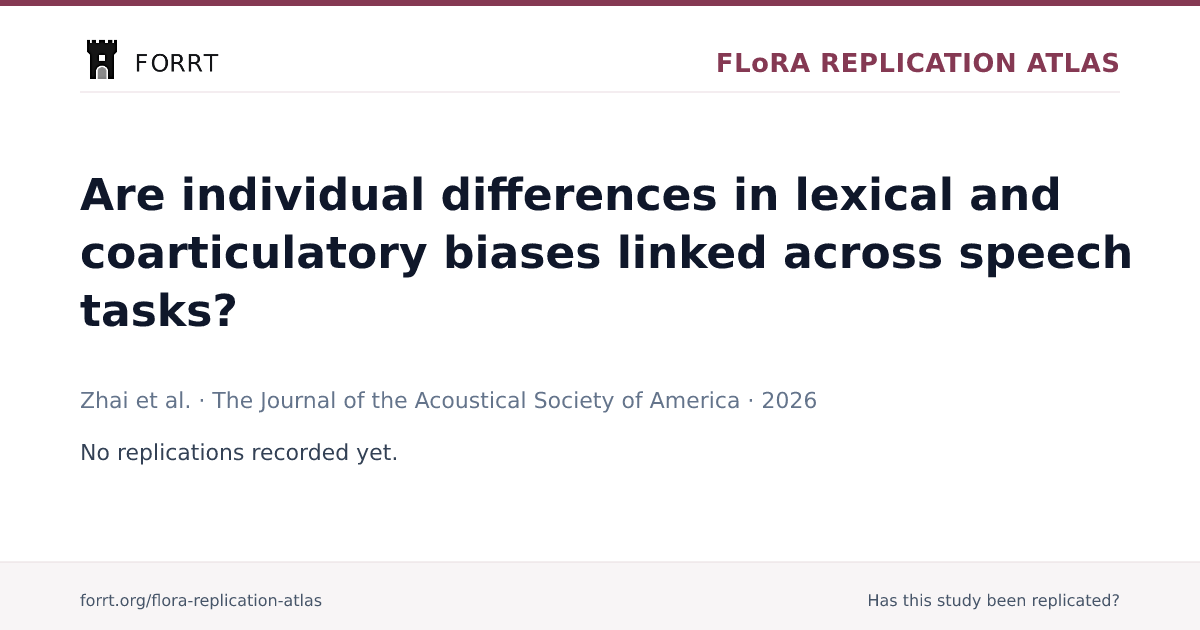 FORRT
FLoRA REPLICATION ATLAS
Are individual differences in lexical and
coarticulatory biases linked across speech
tasks?
Zhai et al. · The Journal of the Acoustical Society of America · 2026
No replications recorded yet.
forrt.org/flora-replication-atlas
Has this study been replicated?